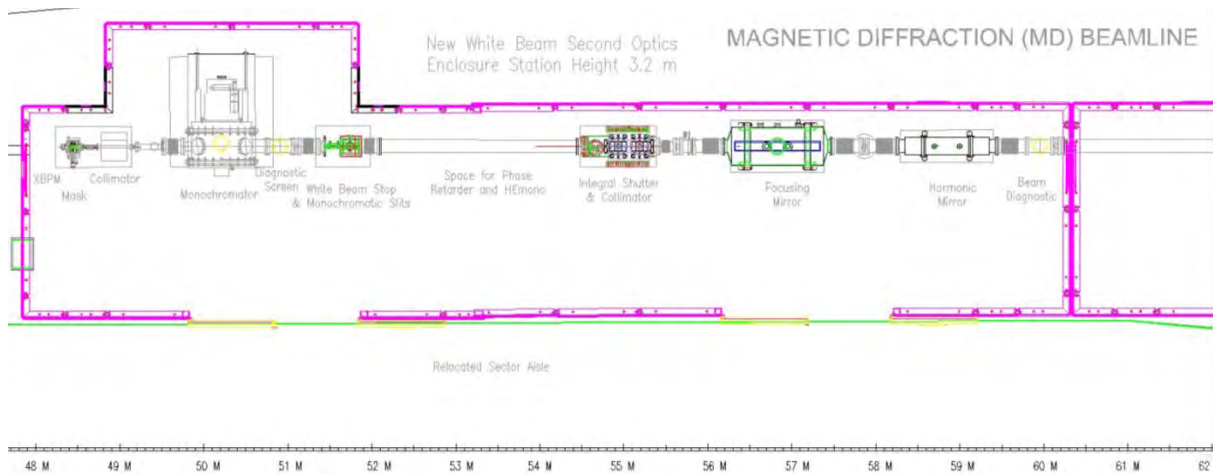 New White Beam Second Optics
Enclosure Station Height 3.2 m
MAGNETIC DIFFRACTION (MD) BEAMLINE
XBPM
Mask
Collimator
Monochromator
Diagnostic
Screen
White Beam Stop
& Monochromatic Slits
Space for Phase
Retarder and HEmono
Integral Shutter
& Collimator
Focusing
Mirror
Harmonic
Mirror
Beam
Diagnostic
Relocated Sector Aisle
48 M 49 M 50 M 51 M 52 M 53 M 54 M 55 M 56 M 57 M 58 M 59 M 60 M 61 M 62